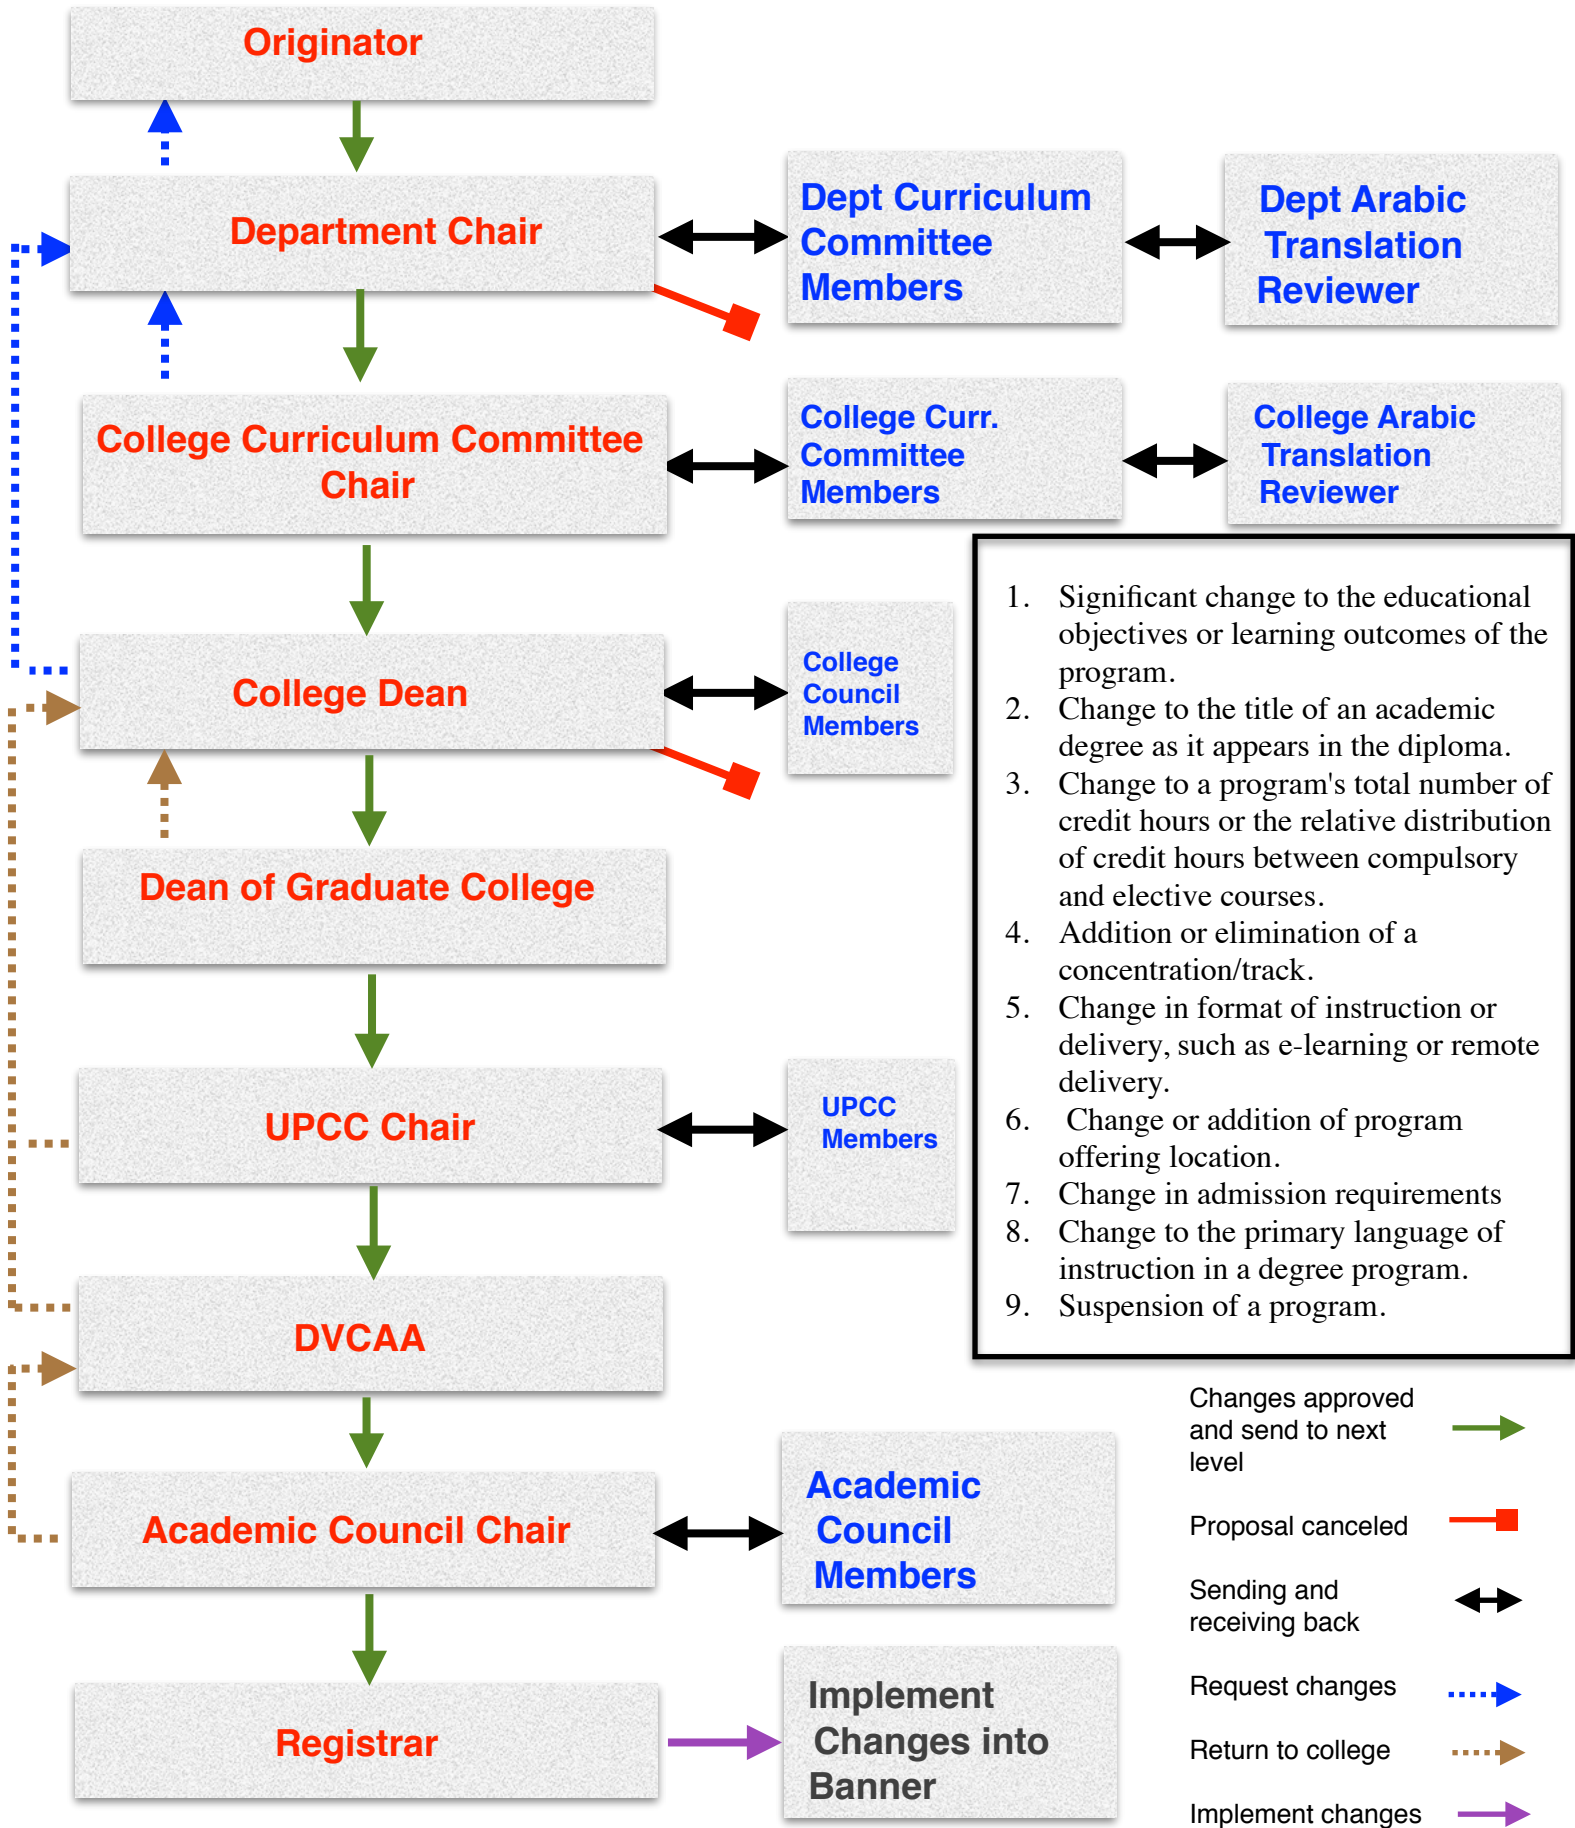 Originator
Department Chair
Dept Curriculum
Committee
Members
Dept Arabic
Translation
Reviewer
College Curriculum Committee
Chair
College Curr.
Committee
Members
College Arabic
Translation
Reviewer
College Dean
College
Council
Members
1. Significant change to the educational
objectives or learning outcomes of the
program.
2. Change to the title of an academic
degree as it appears in the diploma.
3. Change to a program's total number of
credit hours or the relative distribution
of credit hours between compulsory
and elective courses.
4. Addition or elimination of a
concentration/track.
5. Change in format of instruction or
delivery, such as e-learning or remote
delivery.
6. Change or addition of program
offering location.
7. Change in admission requirements
8. Change to the primary language of
instruction in a degree program.
9. Suspension of a program.
Dean of Graduate College
UPCC Chair
UPCC
Members
DVCAA
Academic Council Chair
Academic
Council
Members
Registrar
Implement
Changes into
Banner
Changes approved
and send to next
level
Proposal canceled
Sending and
receiving back
Request changes
Return to college
Implement changes